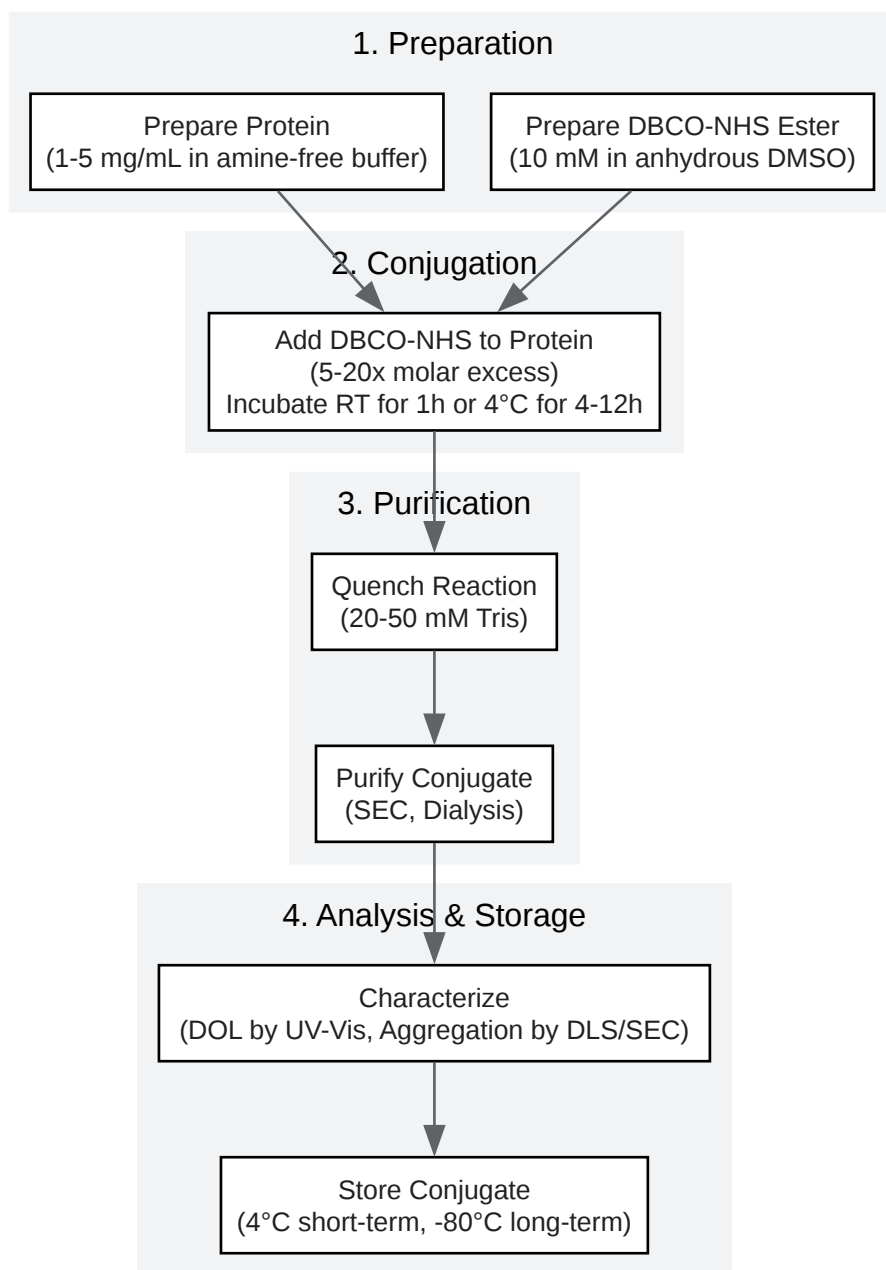 1. Preparation
Prepare Protein
(1-5 mg/mL in amine-free buffer)
Prepare DBCO-NHS Ester
(10 mM in anhydrous DMSO)
2. Conjugation
Add DBCO-NHS to Protein
(5-20x molar excess)
Incubate RT for 1h or 4°C for 4-12h
3. Purification
Quench Reaction
(20-50 mM Tris)
Purify Conjugate
(SEC, Dialysis)
4. Analysis & Storage
Characterize
(DOL by UV-Vis, Aggregation by DLS/SEC)
Store Conjugate
(4°C short-term, -80°C long-term)